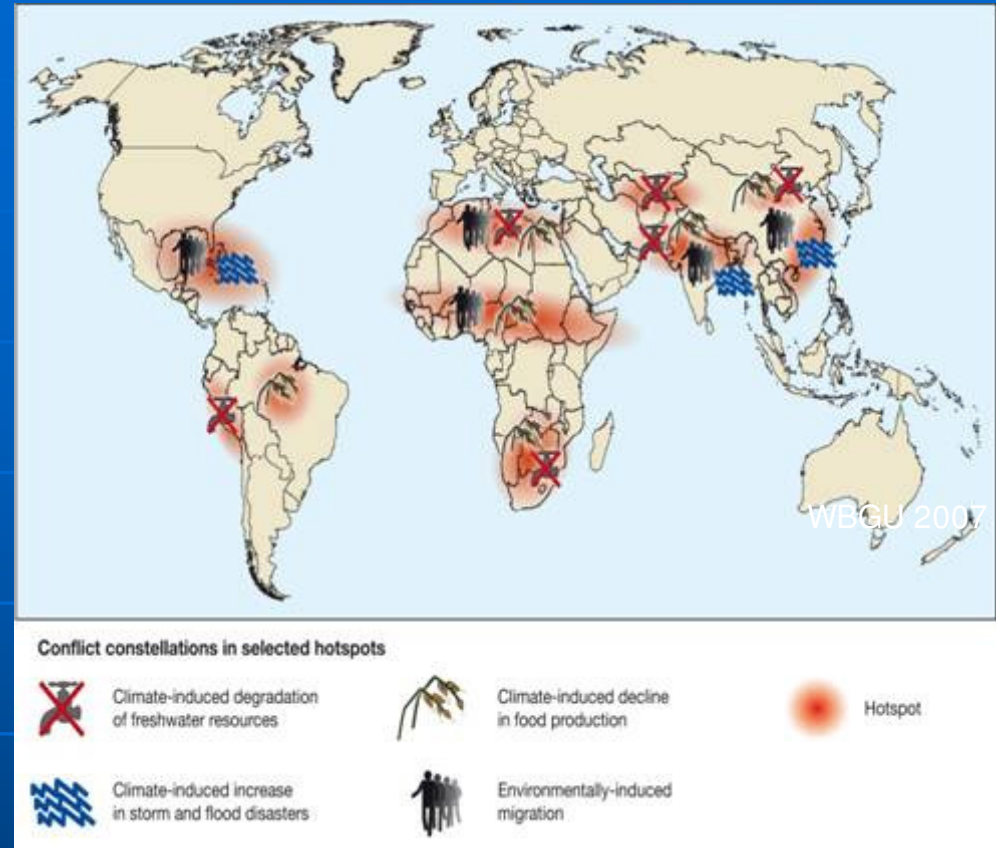 WBGU 2007
Conflict constellations in selected hotspots
Climate-induced degradation
of freshwater resources
Climate-induced decline
in food production
Hotspot
Climate-induced increase
in storm and flood disasters
Environmentally-induced
migration